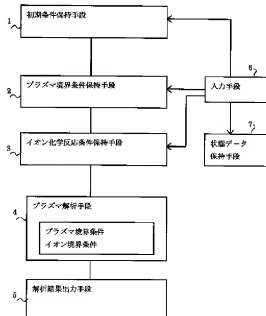 1
初期条件保持手段
6
入力手段
2
プラズマ境界条件保持手段
7
状態データ
保持手段
3
イオン化学反応条件保持手段
4
プラズマ解析手段
プラズマ境界条件
イオン境界条件
5
解析結果出力手段